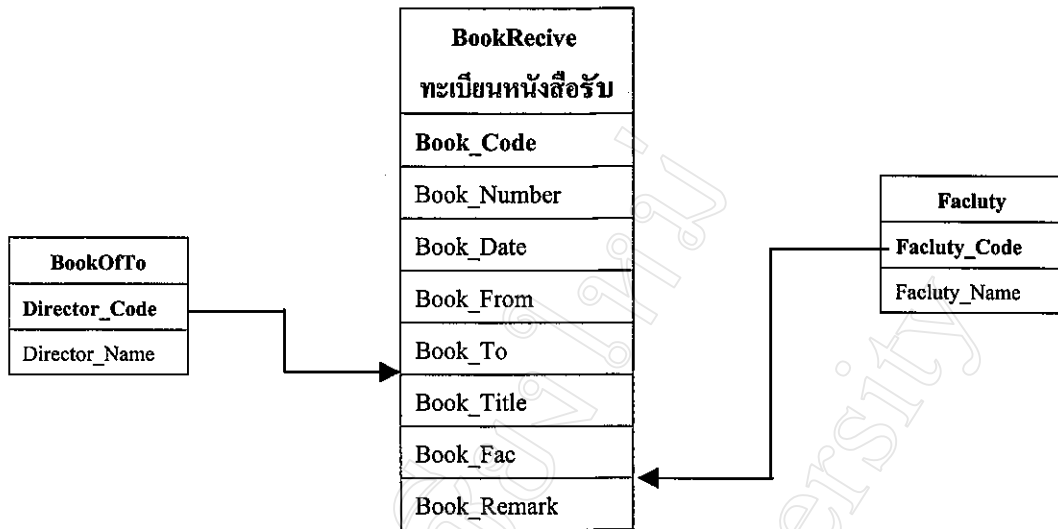 BookRecive
ทะเบียนหนังสือรับ
Book_Code
Book_Number
Book_Date
Book_From
Book_To
Book_Title
Book_Fac
Book_Remark
BookOfTo
Director_Code
Director_Name
Facluty
Facluty_Code
Facluty_Name